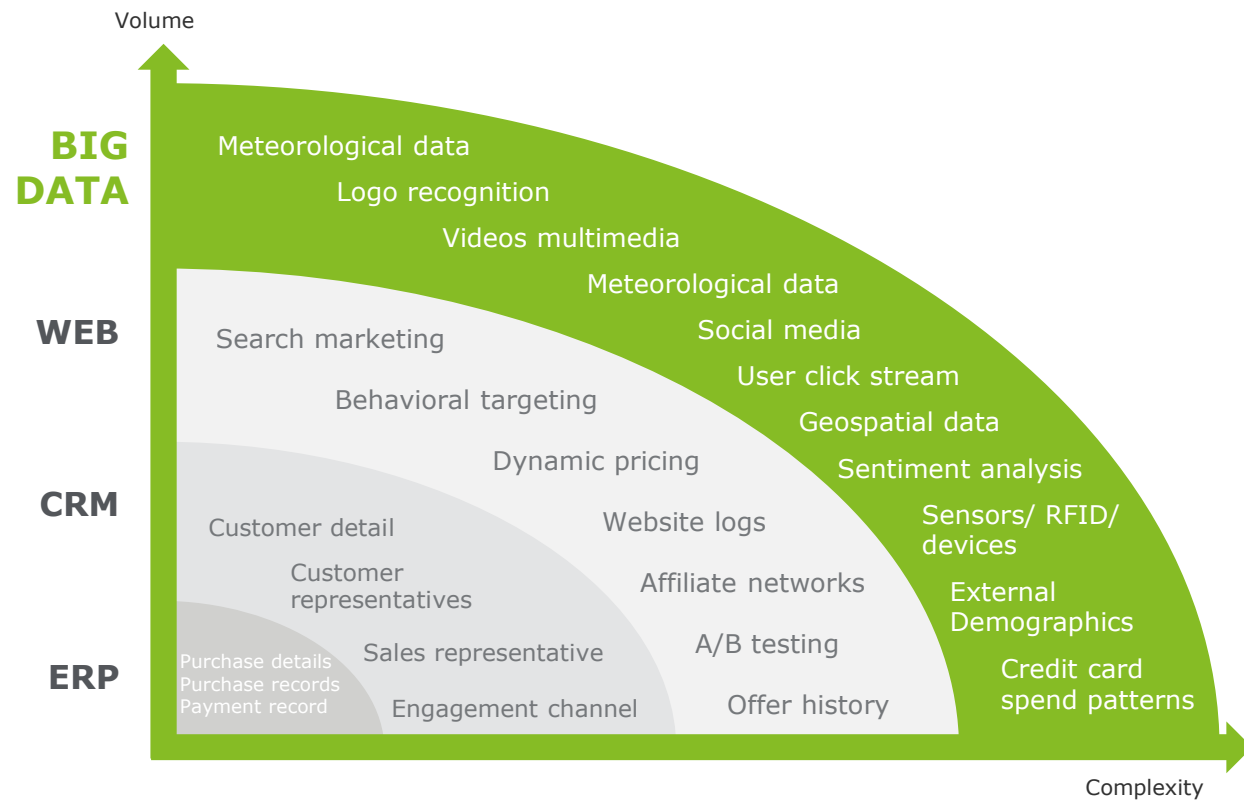 Volume
BIG
DATA
Meteorological data
Logo recognition
Videos multimedia
Meteorological data
Social media
User click stream
Geospatial data
Sentiment analysis
Sensors/ RFID/
devices
External
Demographics
Credit card
spend patterns
WEB
Search marketing
Behavioral targeting
Dynamic pricing
Website logs
Affiliate networks
A/B testing
Offer history
CRM
Customer detail
Customer
representatives
Sales representative
Engagement channel
ERP
Purchase details
Purchase records
Payment record
Complexity